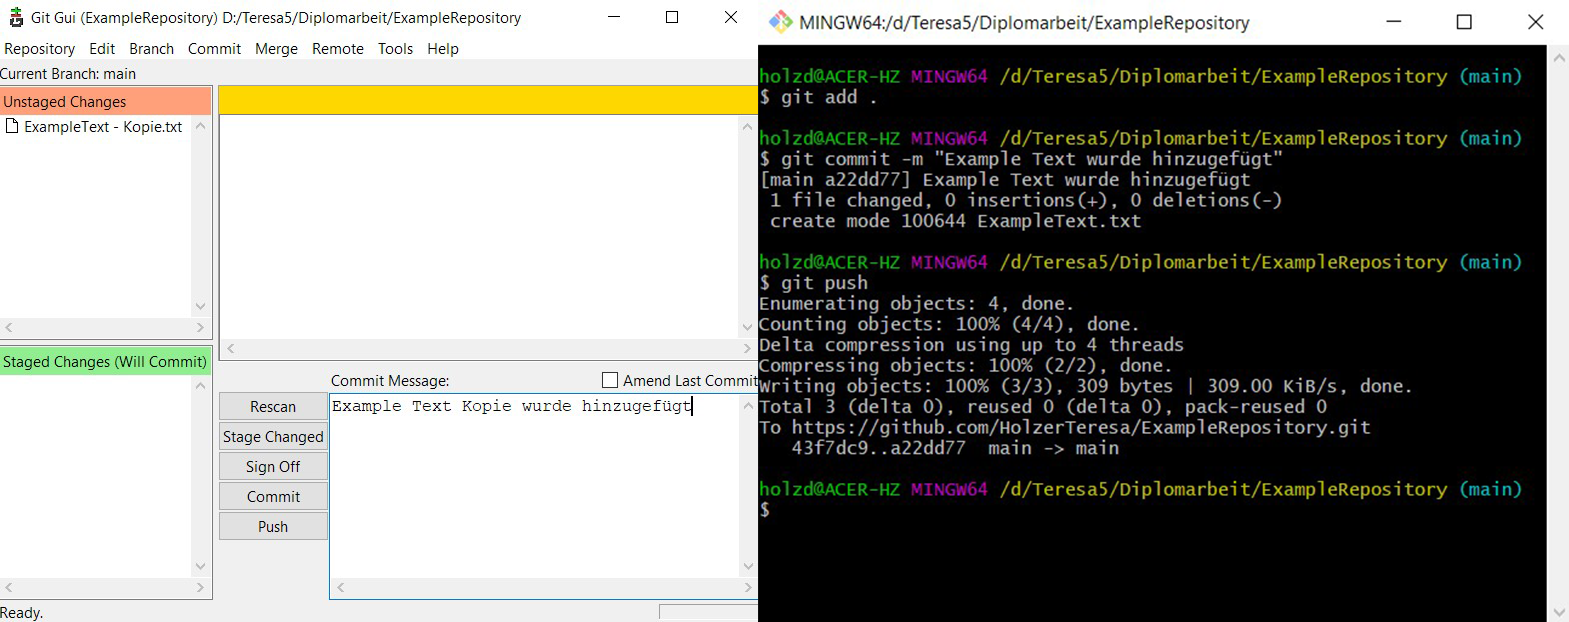 Git Gui (ExampleRepository) D:/Teresa5/Diplomarbeit/ExampleRepository
Repository Edit Branch Commit Merge Remote Tools Help
Current Branch: main
Unstaged Changes
ExampleText - Kopie.txt
Staged Changes (Will Commit)
Commit Message:
Amend Last Commit
Rescan
Stage Changed
Sign Off
Commit
Push
Example Text Kopie wurde hinzugefügt
Ready.
MINGW64:/d/Teresa5/Diplomarbeit/ExampleRepository
holzd@ACER-HZ MINGW64 /d/Teresa5/Diplomarbeit/ExampleRepository (main)
$ git add .
holzd@ACER-HZ MINGW64 /d/Teresa5/Diplomarbeit/ExampleRepository (main)
$ git commit -m "Example Text wurde hinzugefügt"
[main a22dd77] Example Text wurde hinzugefügt
1 file changed, 0 insertions(+), 0 deletions(-)
create mode 100644 ExampleText.txt
holzd@ACER-HZ MINGW64 /d/Teresa5/Diplomarbeit/ExampleRepository (main)
$ git push
Enumerating objects: 4, done.
Counting objects: 100% (4/4), done.
Delta compression using up to 4 threads
Compressing objects: 100% (2/2), done.
Writing objects: 100% (3/3), 309 bytes | 309.00 KiB/s, done.
Total 3 (delta 0), reused 0 (delta 0), pack-reused 0
To https://github.com/HolzerTeresa/ExampleRepository.git
43f7dc9..a22dd77 main -> main
holzd@ACER-HZ MINGW64 /d/Teresa5/Diplomarbeit/ExampleRepository (main)
$